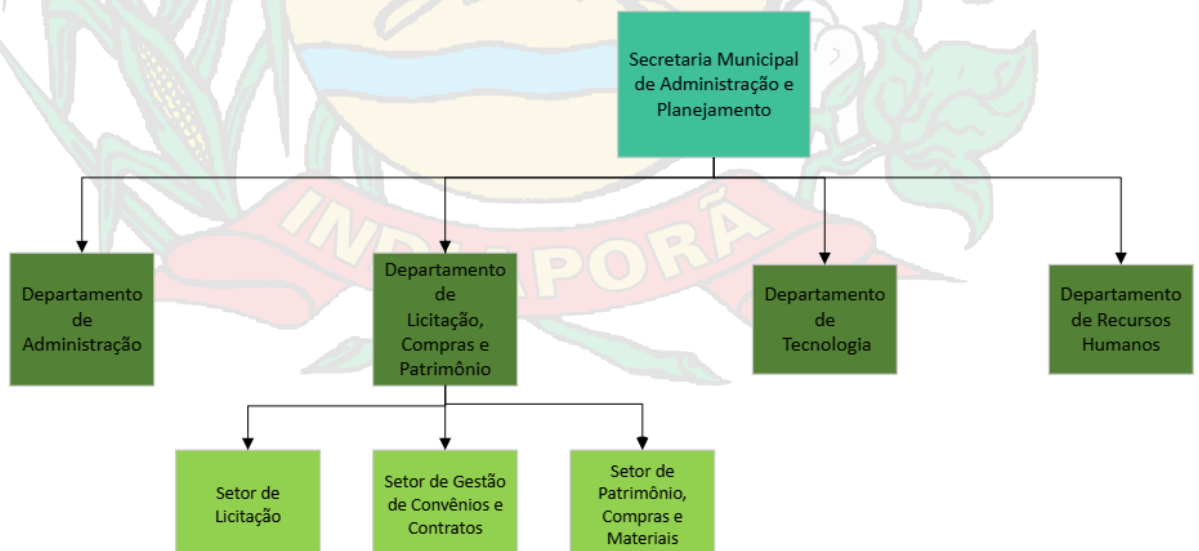 Secretaria Municipal
de Administração e
Planejamento
INDIAPORÃ
Departamento
de
Administração
Departamento
de
Licitação,
Compras e
Patrimônio
Departamento
de
Tecnologia
Departamento
de Recursos
Humanos
Setor de
Licitação
Setor de Gestão
de Convênios e
Contratos
Setor de
Patrimônio,
Compras e
Materiais